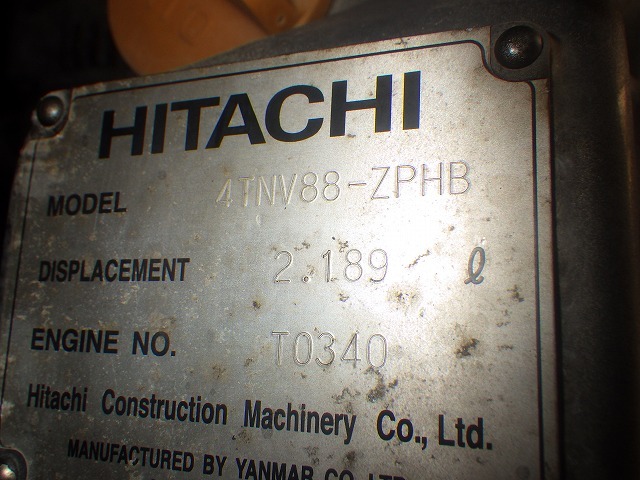 HITACHI
MODEL 4TNV88-ZPHB
DISPLACEMENT 2.189 ℓ
ENGINE NO. T0340
Hitachi Construction Machinery Co., Ltd.
MANUFACTURED BY YANMAR CO.,LTD.